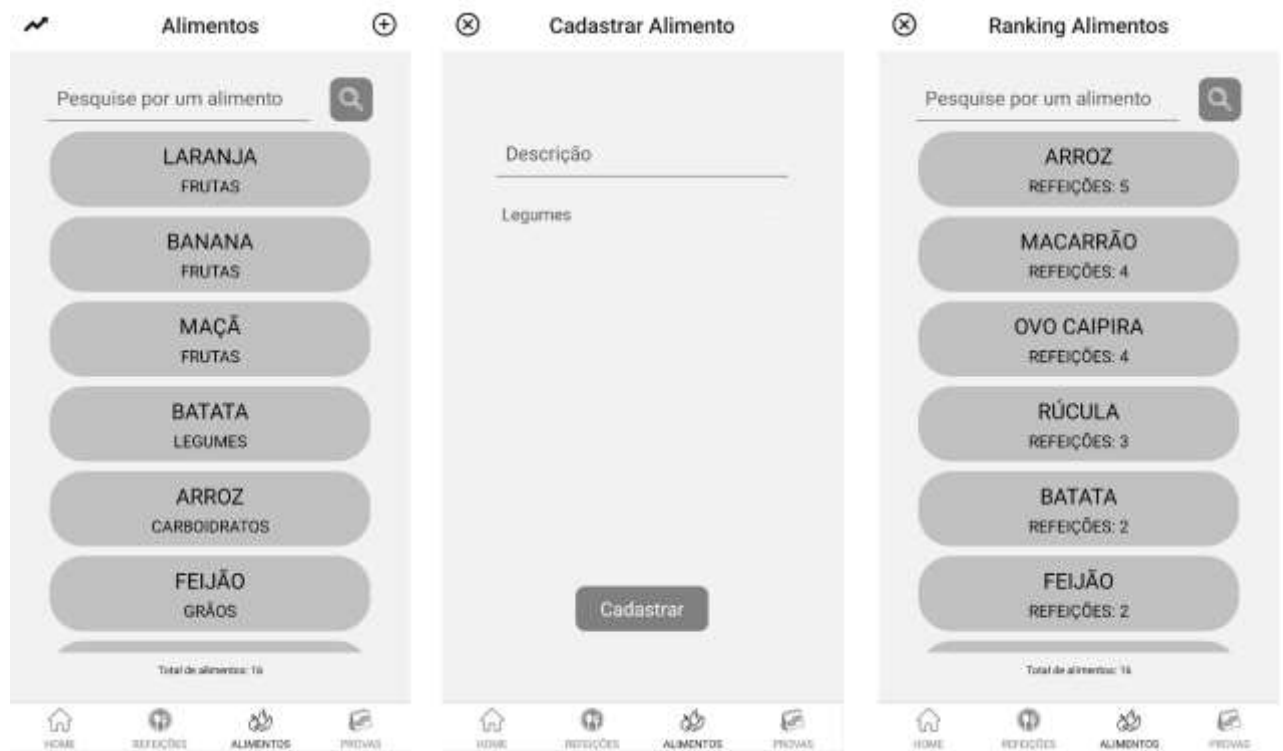 Alimentos
Pesquise por um alimento
LARANJA
FRUTAS
BANANA
FRUTAS
MAÇÃ
FRUTAS
BATATA
LEGUMES
ARROZ
CARBOIDRATOS
FEIJÃO
GRÃOS
Total de alimentos: 16
HOME
REFEIÇÕES
ALIMENTOS
PROVAS
Cadastrar Alimento
Descrição
Legumes
Cadastrar
HOME
REFEIÇÕES
ALIMENTOS
PROVAS
Ranking Alimentos
Pesquise por um alimento
ARROZ
REFEIÇÕES: 5
MACARRÃO
REFEIÇÕES: 4
OVO CAIPIRA
REFEIÇÕES: 4
RÚCULA
REFEIÇÕES: 3
BATATA
REFEIÇÕES: 2
FEIJÃO
REFEIÇÕES: 2
Total de alimentos: 16
HOME
REFEIÇÕES
ALIMENTOS
PROVAS